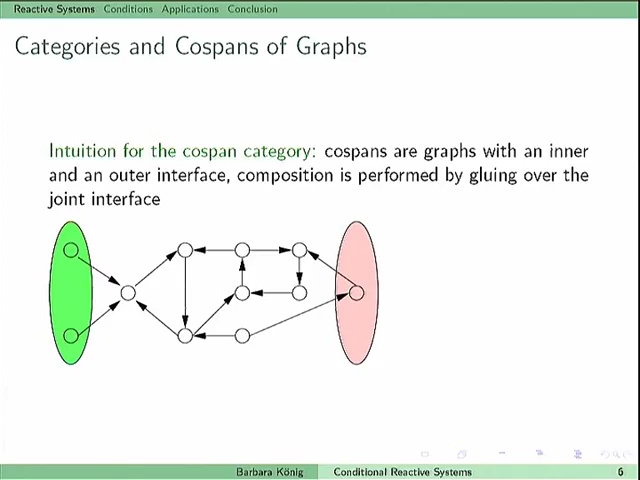 Reactive Systems Conditions Applications Conclusion
Categories and Cospans of Graphs
Intuition for the cospan category: cospans are graphs with an inner
and an outer interface, composition is performed by gluing over the
joint interface
Barbara König Conditional Reactive Systems 6